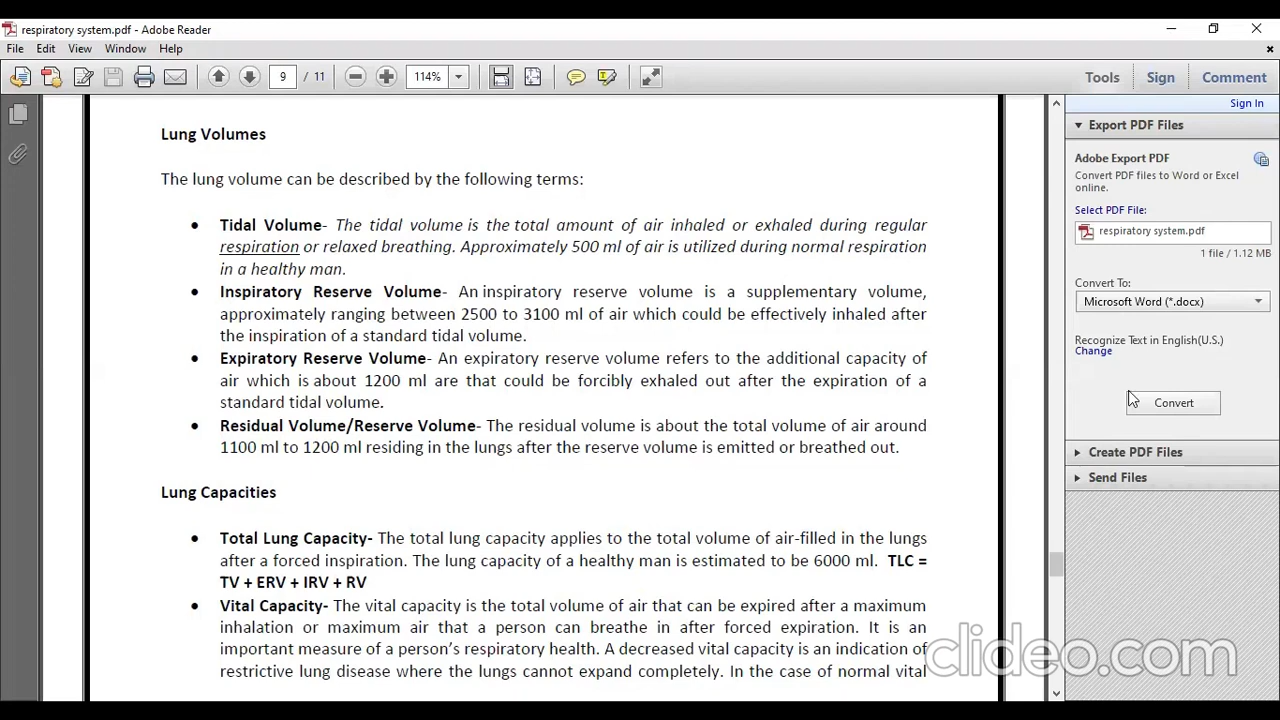 respiratory system.pdf - Adobe Reader
File Edit View Window Help
9 / 11 114% Tools Sign Comment
Sign In
Export PDF Files
Adobe Export PDF
Convert PDF files to Word or Excel
online.
Select PDF File:
respiratory system.pdf
1 file / 1.12 MB
Convert To:
Microsoft Word (*.docx)
Recognize Text in English(U.S.)
Change
Convert
Create PDF Files
Send Files
Lung Volumes
The lung volume can be described by the following terms:
• Tidal Volume- The tidal volume is the total amount of air inhaled or exhaled during regular
respiration or relaxed breathing. Approximately 500 ml of air is utilized during normal respiration
in a healthy man.
• Inspiratory Reserve Volume- An inspiratory reserve volume is a supplementary volume,
approximately ranging between 2500 to 3100 ml of air which could be effectively inhaled after
the inspiration of a standard tidal volume.
• Expiratory Reserve Volume- An expiratory reserve volume refers to the additional capacity of
air which is about 1200 ml are that could be forcibly exhaled out after the expiration of a
standard tidal volume.
• Residual Volume/Reserve Volume- The residual volume is about the total volume of air around
1100 ml to 1200 ml residing in the lungs after the reserve volume is emitted or breathed out.
Lung Capacities
• Total Lung Capacity- The total lung capacity applies to the total volume of air-filled in the lungs
after a forced inspiration. The lung capacity of a healthy man is estimated to be 6000 ml. TLC =
TV + ERV + IRV + RV
• Vital Capacity- The vital capacity is the total volume of air that can be expired after a maximum
inhalation or maximum air that a person can breathe in after forced expiration. It is an
important measure of a person's respiratory health. A decreased vital capacity is an indication of
restrictive lung disease where the lungs cannot expand completely. In the case of normal vital
clideo.com